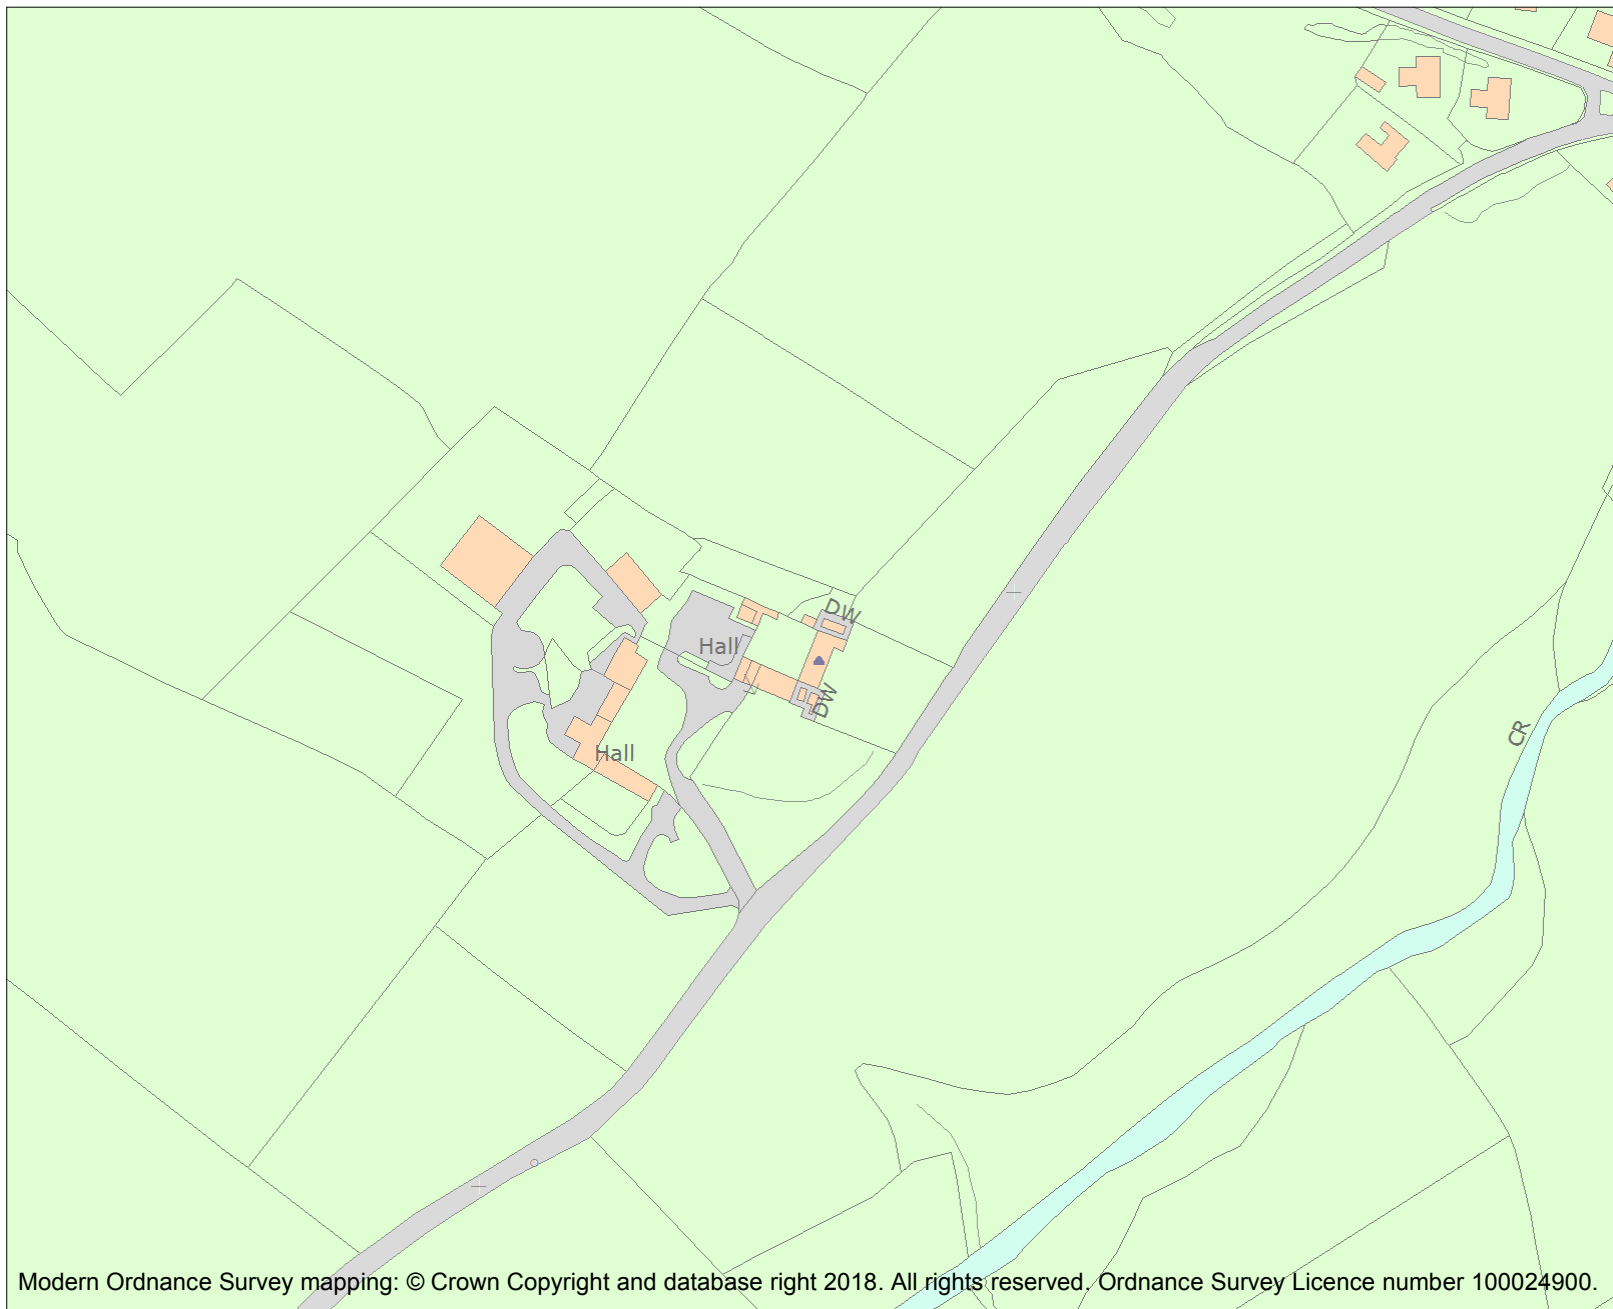 DW
Hall
DW
CR
Hall
Modern Ordnance Survey mapping: © Crown Copyright and database right 2018. All rights reserved. Ordnance Survey Licence number 100024900.